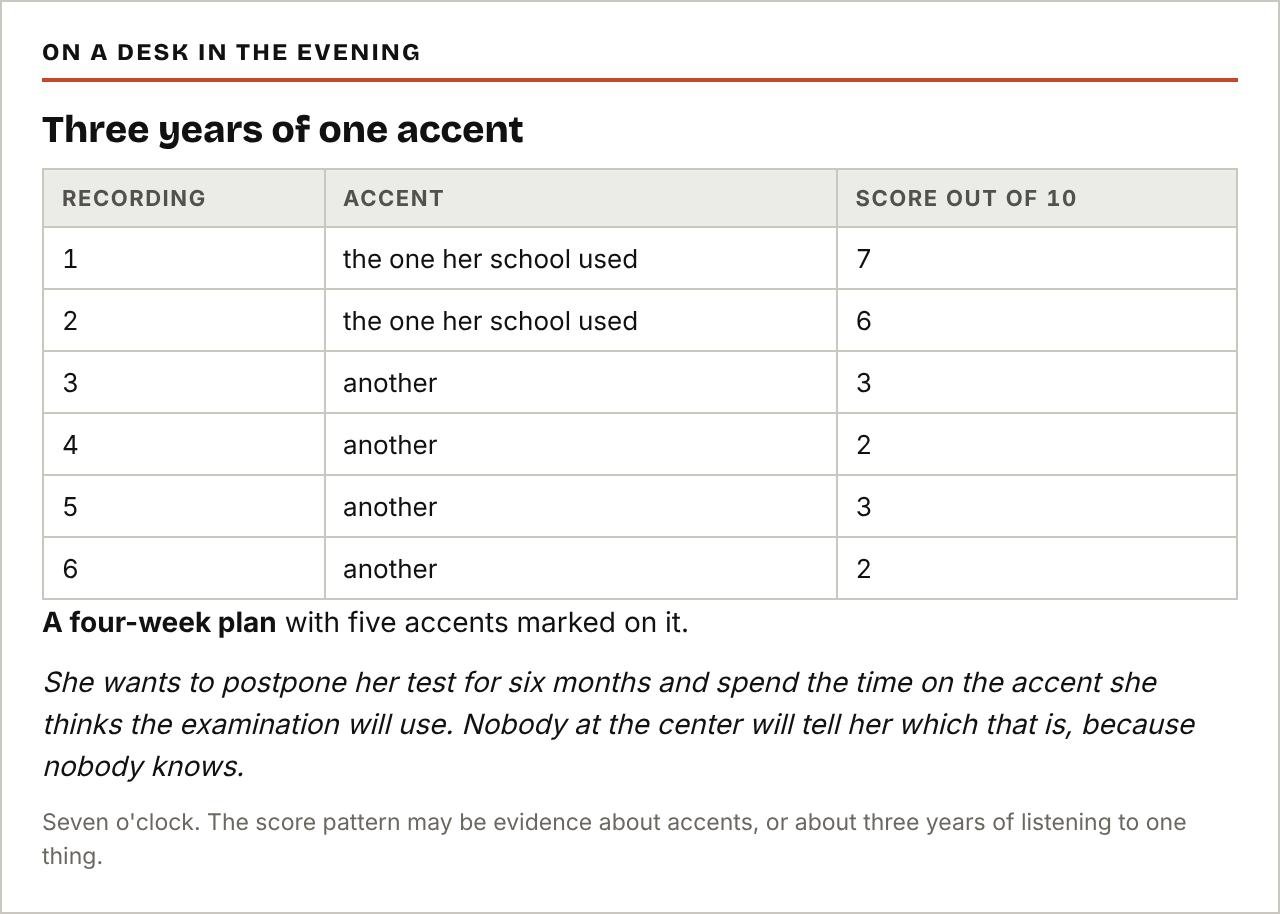 ON A DESK IN THE EVENING
Three years of one accent
RECORDING ACCENT SCORE OUT OF 10
1 the one her school used 7
2 the one her school used 6
3 another 3
4 another 2
5 another 3
6 another 2
A four-week plan with five accents marked on it.
She wants to postpone her test for six months and spend the time on the accent she
thinks the examination will use. Nobody at the center will tell her which that is, because
nobody knows.
Seven o'clock. The score pattern may be evidence about accents, or about three years of listening to one
thing.